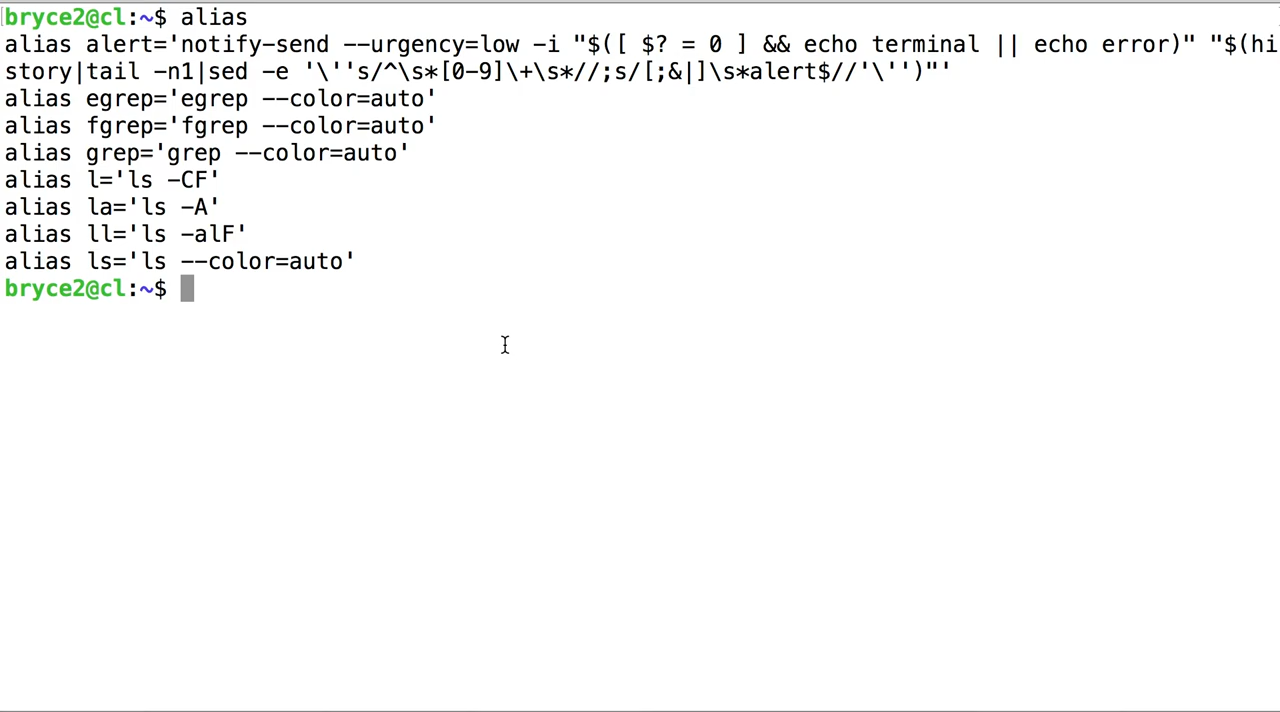 bryce2@cl:~$ alias
alias alert='notify-send --urgency=low -i "$([ $? = 0 ] && echo terminal || echo error)" "$(hi
story|tail -n1|sed -e '\''s/^\s*[0-9]\+\s*//;s/[;&|]\s*alert$//'\'')"'
alias egrep='egrep --color=auto'
alias fgrep='fgrep --color=auto'
alias grep='grep --color=auto'
alias l='ls -CF'
alias la='ls -A'
alias ll='ls -alF'
alias ls='ls --color=auto'
bryce2@cl:~$